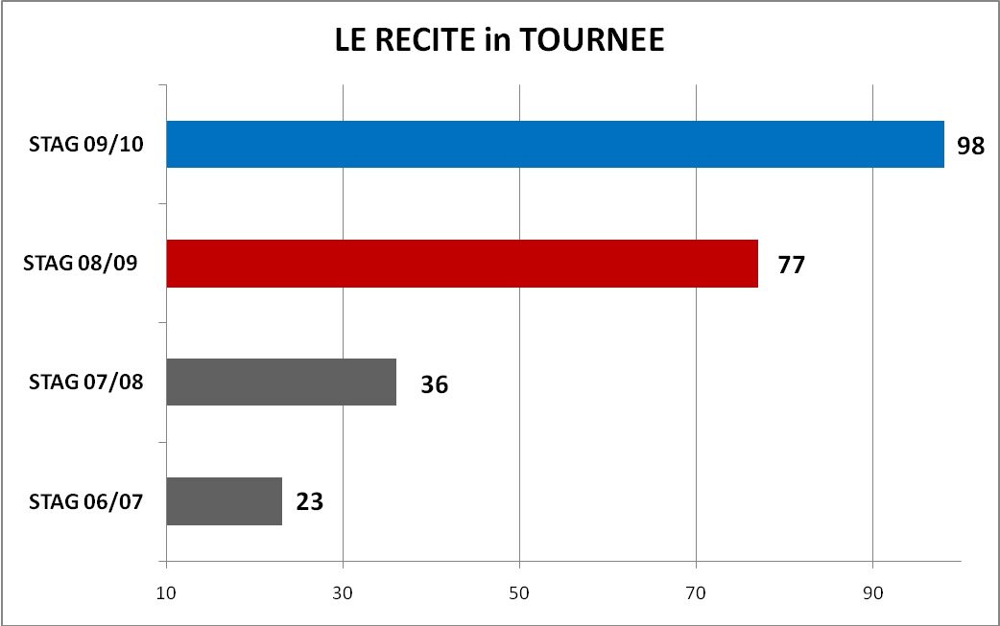 LE RECITE in TOURNEE
STAG 09/10
98
STAG 08/09
77
STAG 07/08
36
STAG 06/07
23
10 30 50 70 90